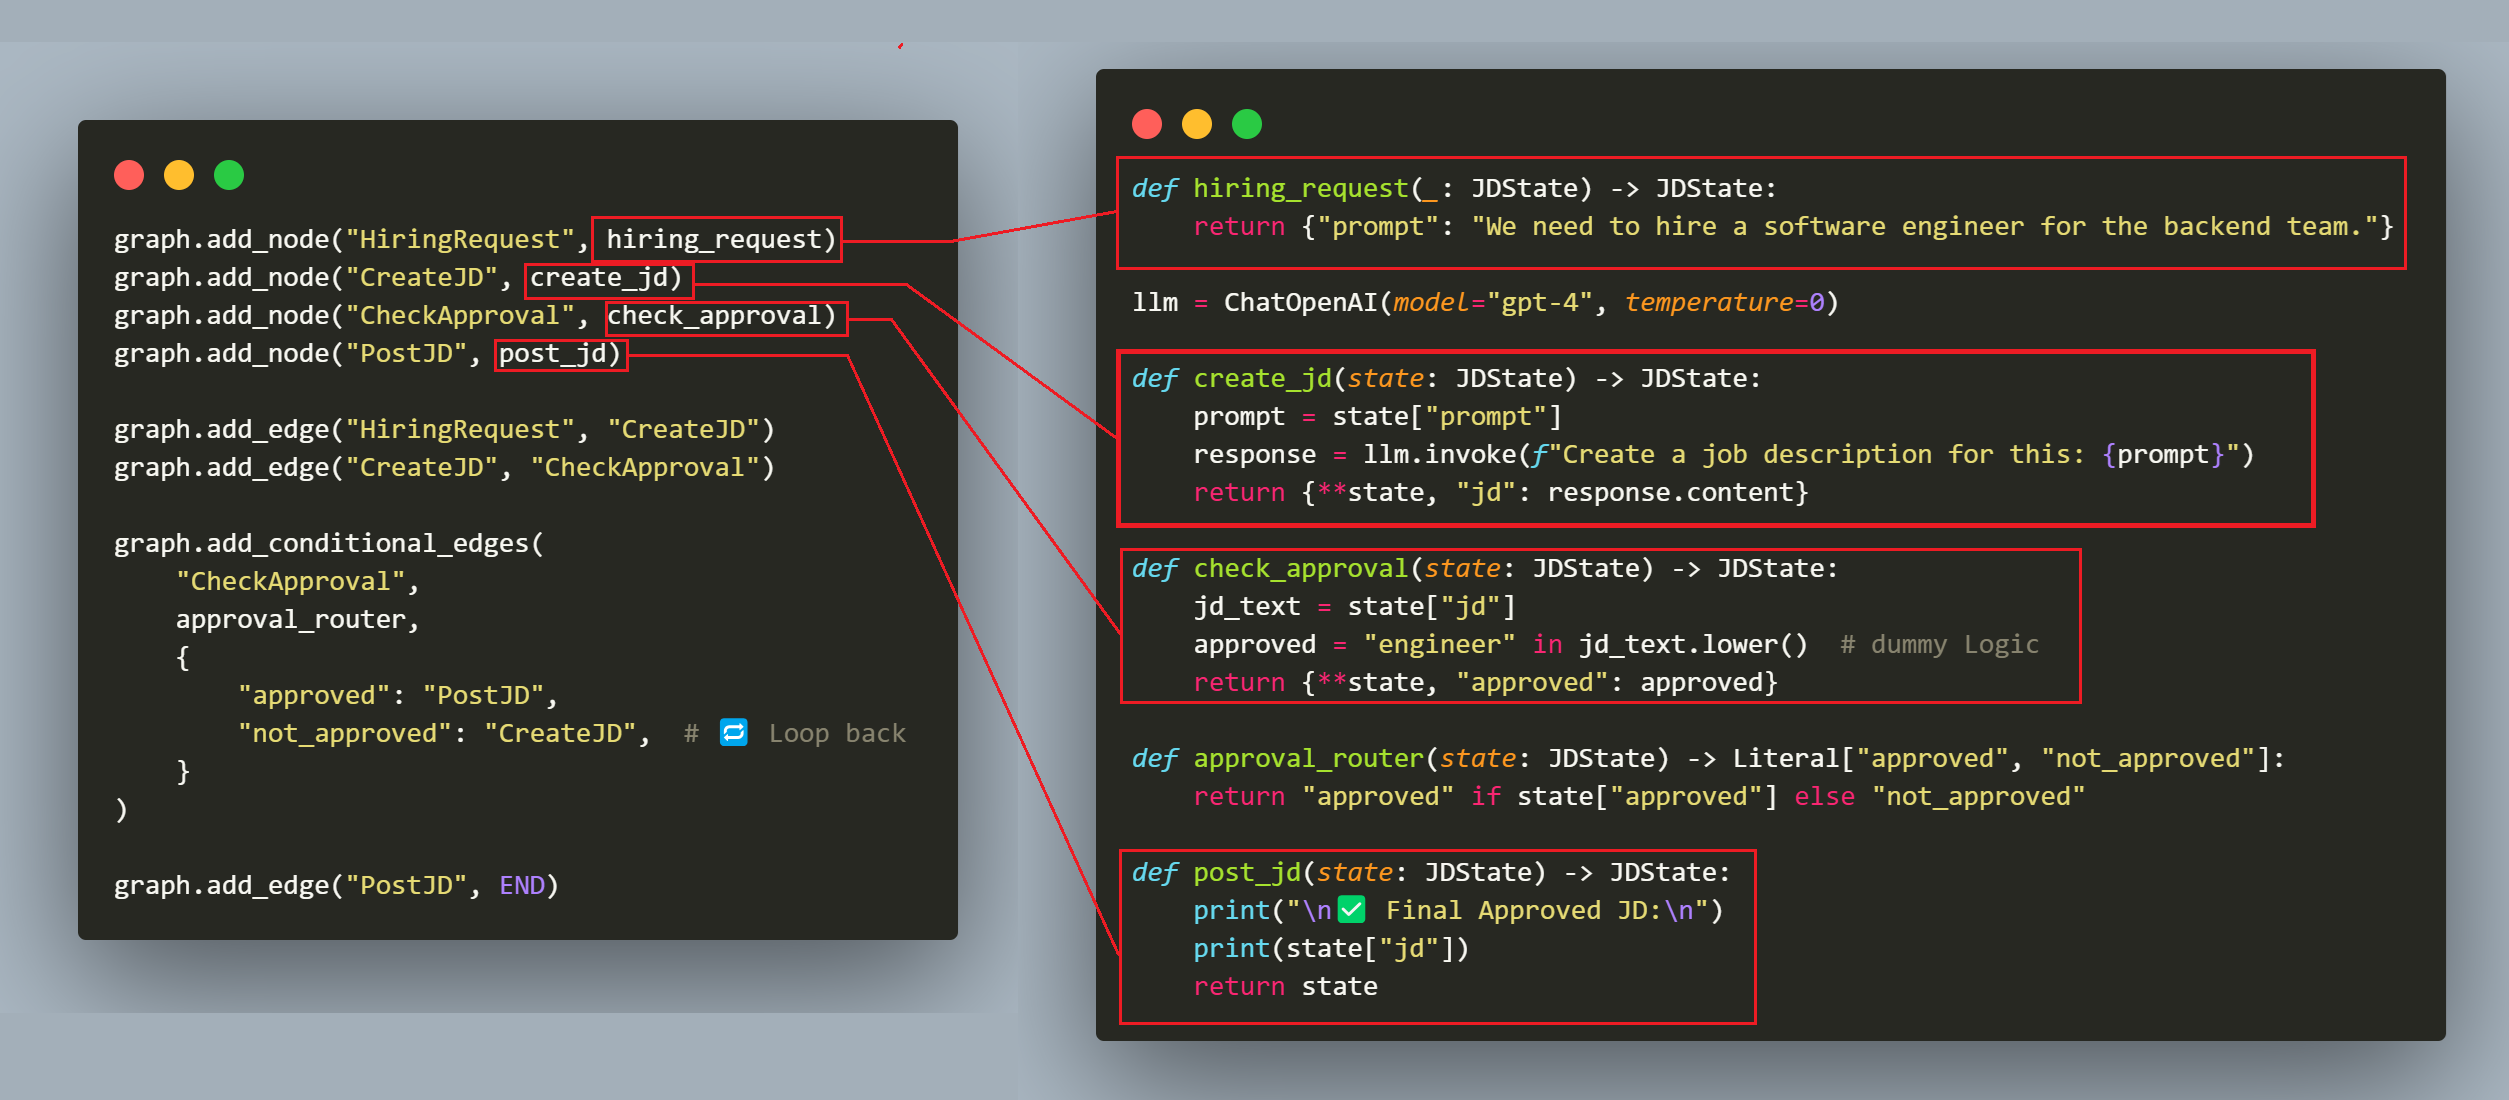 graph.add_node("HiringRequest", hiring_request)
graph.add_node("CreateJD", create_jd)
graph.add_node("CheckApproval", check_approval)
graph.add_node("PostJD", post_jd)

graph.add_edge("HiringRequest", "CreateJD")
graph.add_edge("CreateJD", "CheckApproval")

graph.add_conditional_edges(
    "CheckApproval",
    approval_router,
    {
        "approved": "PostJD",
        "not_approved": "CreateJD",  # 🔁 Loop back
    }
)

graph.add_edge("PostJD", END)

def hiring_request(_: JDState) -> JDState:
    return {"prompt": "We need to hire a software engineer for the backend team."}

llm = ChatOpenAI(model="gpt-4", temperature=0)

def create_jd(state: JDState) -> JDState:
    prompt = state["prompt"]
    response = llm.invoke(f"Create a job description for this: {prompt}")
    return {**state, "jd": response.content}

def check_approval(state: JDState) -> JDState:
    jd_text = state["jd"]
    approved = "engineer" in jd_text.lower()  # dummy Logic
    return {**state, "approved": approved}

def approval_router(state: JDState) -> Literal["approved", "not_approved"]:
    return "approved" if state["approved"] else "not_approved"

def post_jd(state: JDState) -> JDState:
    print("\n✅ Final Approved JD:\n")
    print(state["jd"])
    return state